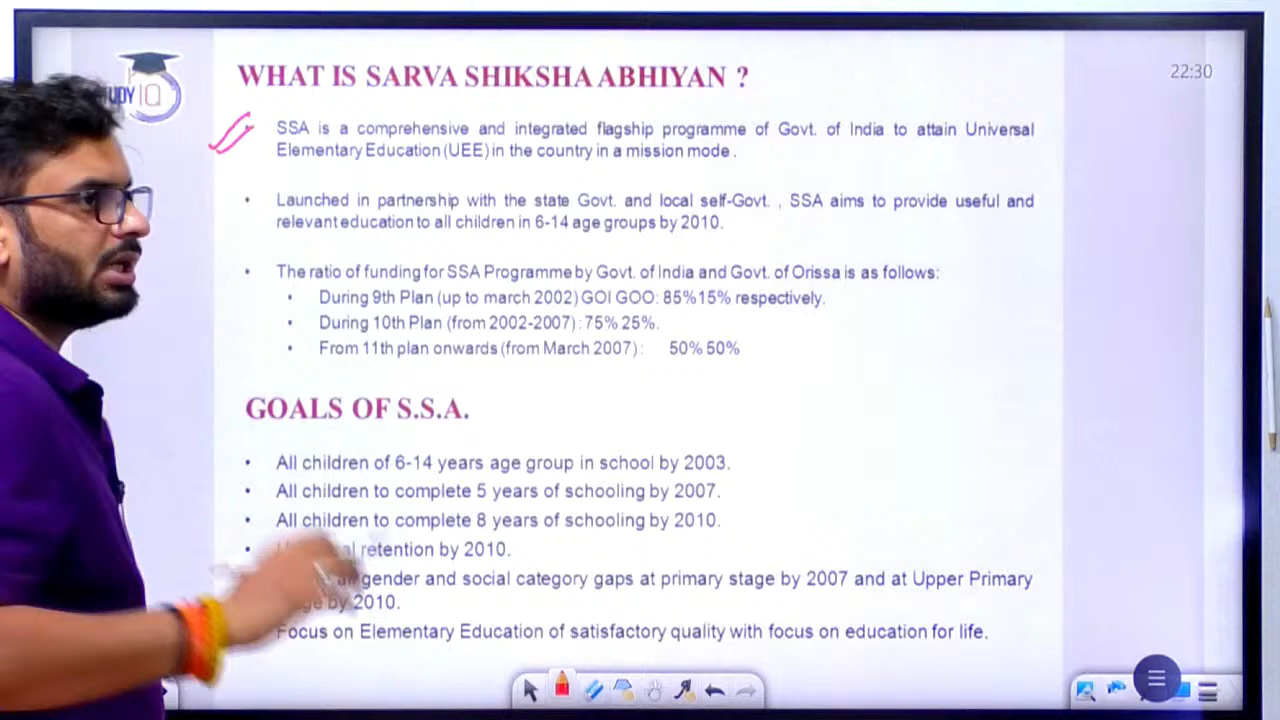 WHAT IS SARVA SHIKSHA ABHIYAN ?
22:30
UDY IQ
SSA is a comprehensive and integrated flagship programme of Govt. of India to attain Universal
Elementary Education (UEE) in the country in a mission mode .
• Launched in partnership with the state Govt. and local self-Govt. , SSA aims to provide useful and
relevant education to all children in 6-14 age groups by 2010.
• The ratio of funding for SSA Programme by Govt. of India and Govt. of Orissa is as follows:
• During 9th Plan (up to march 2002) GOI GOO: 85% 15% respectively.
• During 10th Plan (from 2002-2007) : 75% 25%.
• From 11th plan onwards (from March 2007) : 50% 50%
GOALS OF S.S.A.
• All children of 6-14 years age group in school by 2003.
• All children to complete 5 years of schooling by 2007.
• All children to complete 8 years of schooling by 2010.
• retention by 2010.
gender and social category gaps at primary stage by 2007 and at Upper Primary
by 2010.
Focus on Elementary Education of satisfactory quality with focus on education for life.